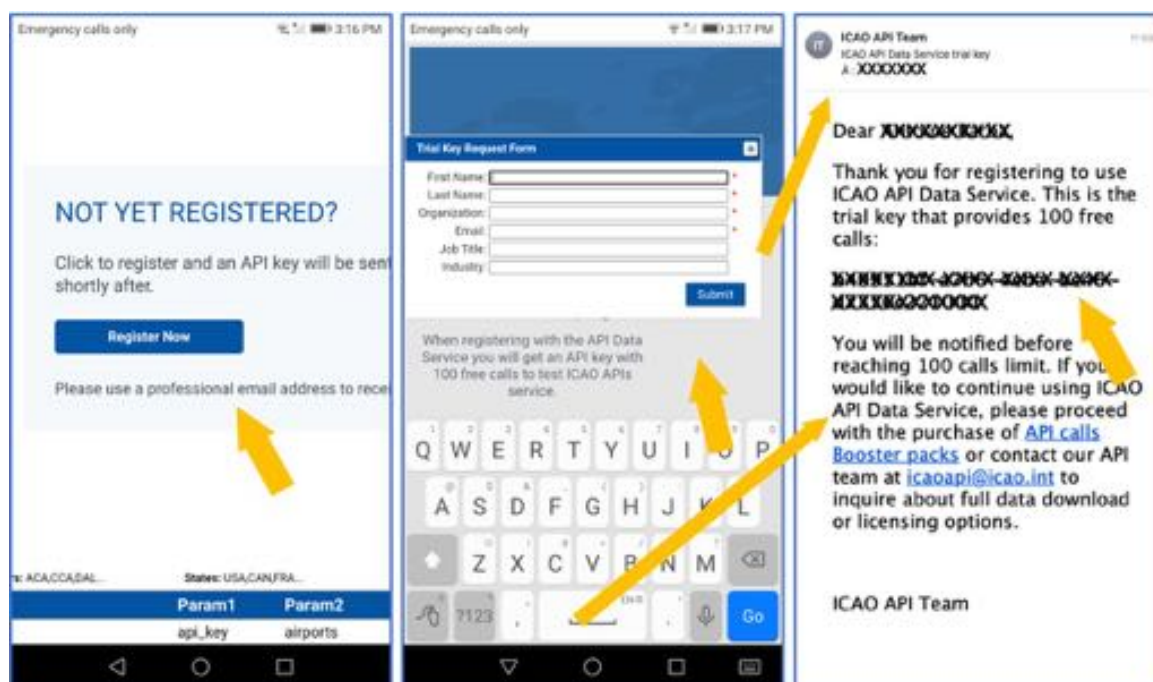 Emergency calls only
3:16 PM
NOT YET REGISTERED?
Click to register and an API key will be sent
shortly after.
Register Now
Please use a professional email address to recei
s: ACA,CCA,DAL...
States: USA,CAN,FRA...
Param1 Param2
api_key airports
Emergency calls only
3:17 PM
Trial Key Request Form
First Name: *
Last Name: *
Organization: *
Email: *
Job Title:
Industry:
Submit
When registering with the API Data
Service you will get an API key with
100 free calls to test ICAO APIs
service.
Q W E R T Y U I O P
A S D F G H J K L
Z X C V B N M
?123 , . Go
IT
ICAO API Team
ICAO API Data Service trial key
A: XXXXXXX
Dear
Thank you for registering to use
ICAO API Data Service. This is the
trial key that provides 100 free
calls:
You will be notified before
reaching 100 calls limit. If you
would like to continue using ICAO
API Data Service, please proceed
with the purchase of API calls
Booster packs or contact our API
team at icaoapi@icao.int to
inquire about full data download
or licensing options.
ICAO API Team